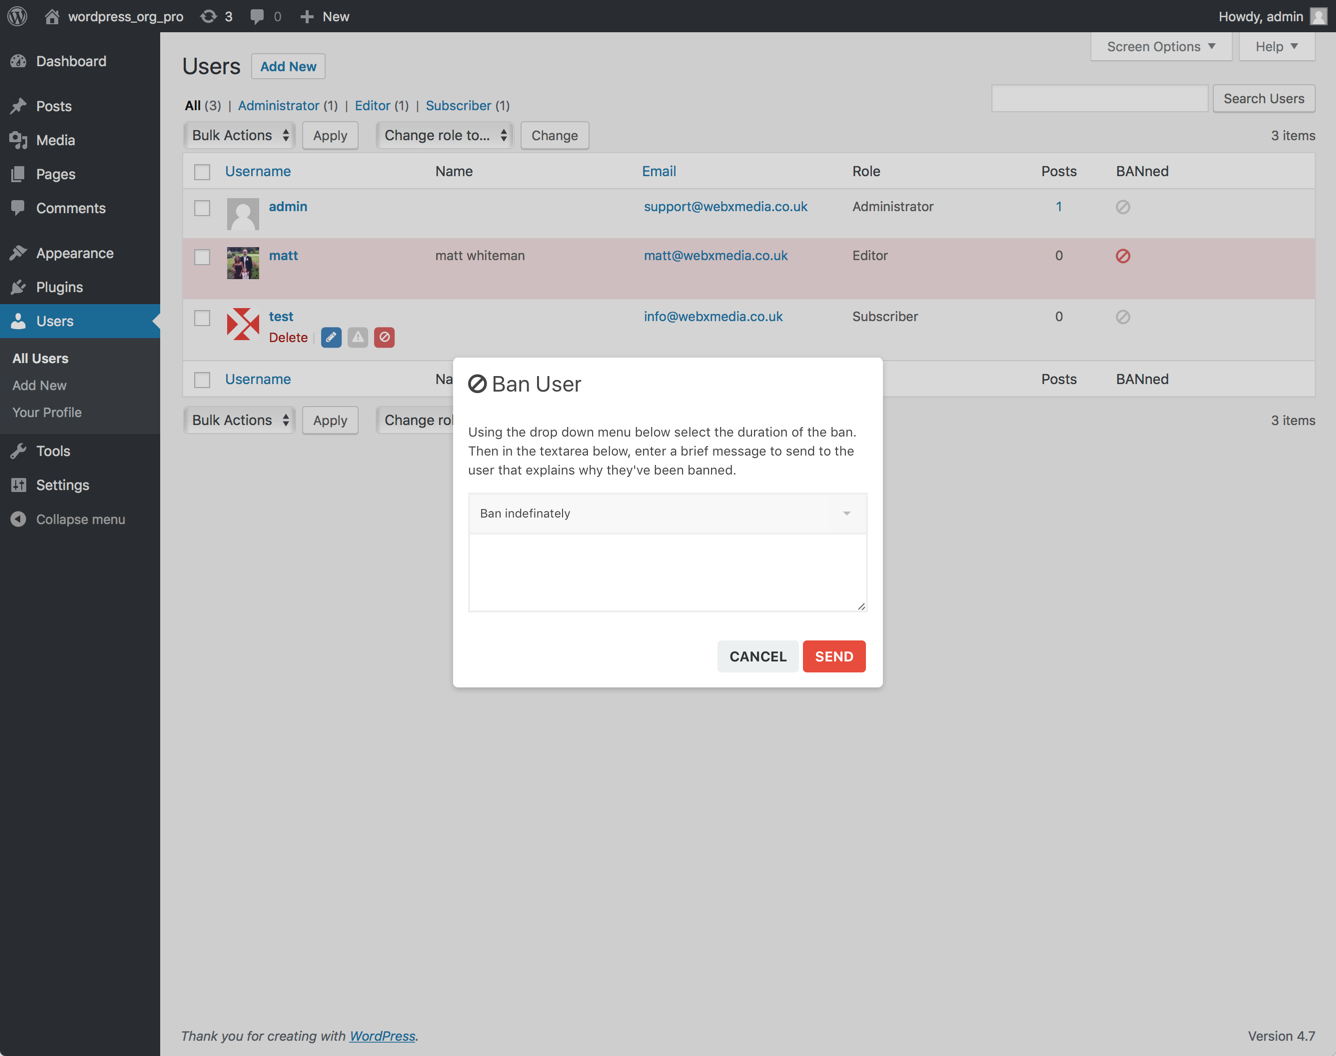 wordpress_org_pro 3 0 New Howdy, admin
Dashboard
Posts
Media
Pages
Comments
Appearance
Plugins
Users
All Users
Add New
Your Profile
Tools
Settings
Collapse menu
Screen Options Help
Users Add New
All (3) | Administrator (1) | Editor (1) | Subscriber (1)
Search Users
Bulk Actions Apply Change role to... Change 3 items
Username Name Email Role Posts BANned
admin support@webxmedia.co.uk Administrator 1
matt matt whiteman matt@webxmedia.co.uk Editor 0
test info@webxmedia.co.uk Subscriber 0
Delete |
Username Na Posts BANned
Bulk Actions Apply Change rol 3 items
Ban User
Using the drop down menu below select the duration of the ban.
Then in the textarea below, enter a brief message to send to the
user that explains why they've been banned.
Ban indefinately
CANCEL SEND
Thank you for creating with WordPress. Version 4.7